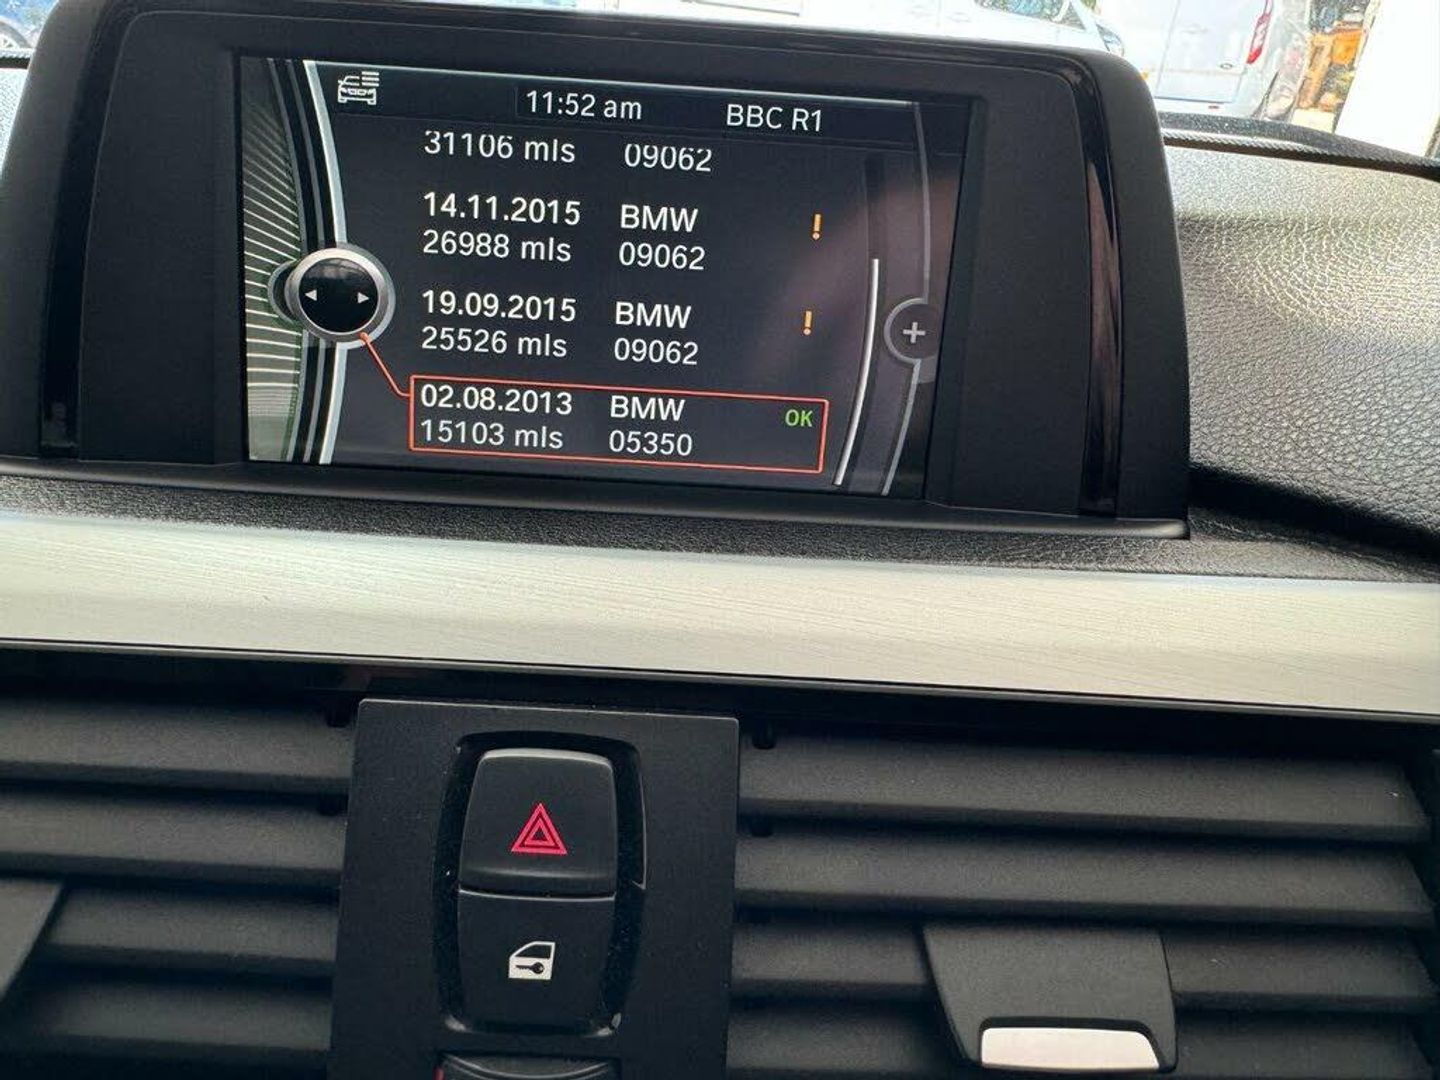 11:52 am BBC R1
31106 mls 09062
14.11.2015 BMW !
26988 mls 09062
19.09.2015 BMW !
25526 mls 09062
02.08.2013 BMW OK
15103 mls 05350